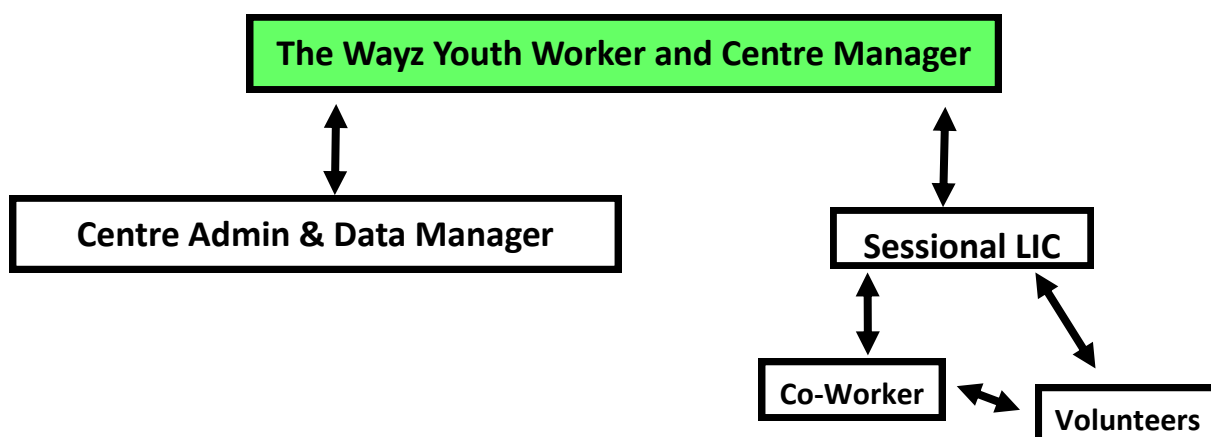 The Wayz Youth Worker and Centre Manager
Centre Admin & Data Manager
Sessional LIC
Co-Worker
Volunteers